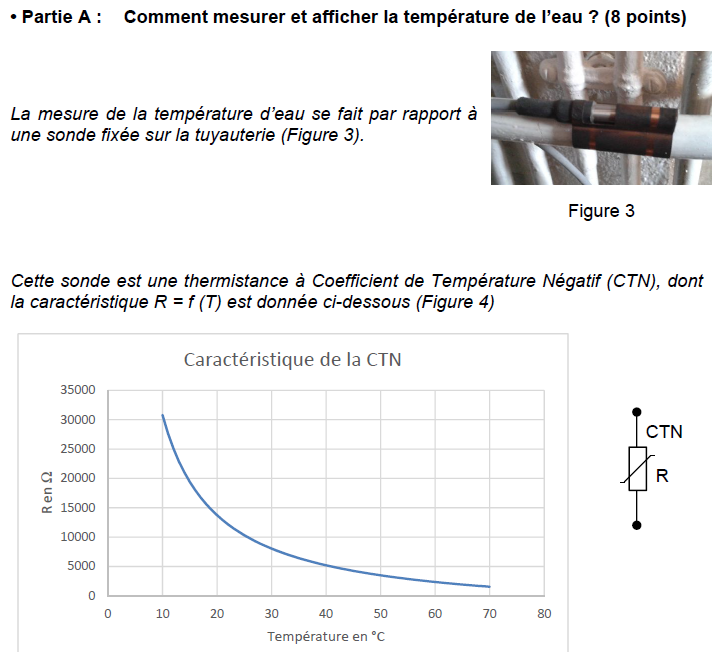 • Partie A : Comment mesurer et afficher la température de l’eau ? (8 points)
La mesure de la température d’eau se fait par rapport à
une sonde fixée sur la tuyauterie (Figure 3).
Figure 3
Cette sonde est une thermistance à Coefficient de Température Négatif (CTN), dont
la caractéristique R = f (T) est donnée ci-dessous (Figure 4)
Caractéristique de la CTN
35000
30000
25000
20000
15000
10000
5000
0
R en Ω
0 10 20 30 40 50 60 70 80
Température en °C
CTN
R